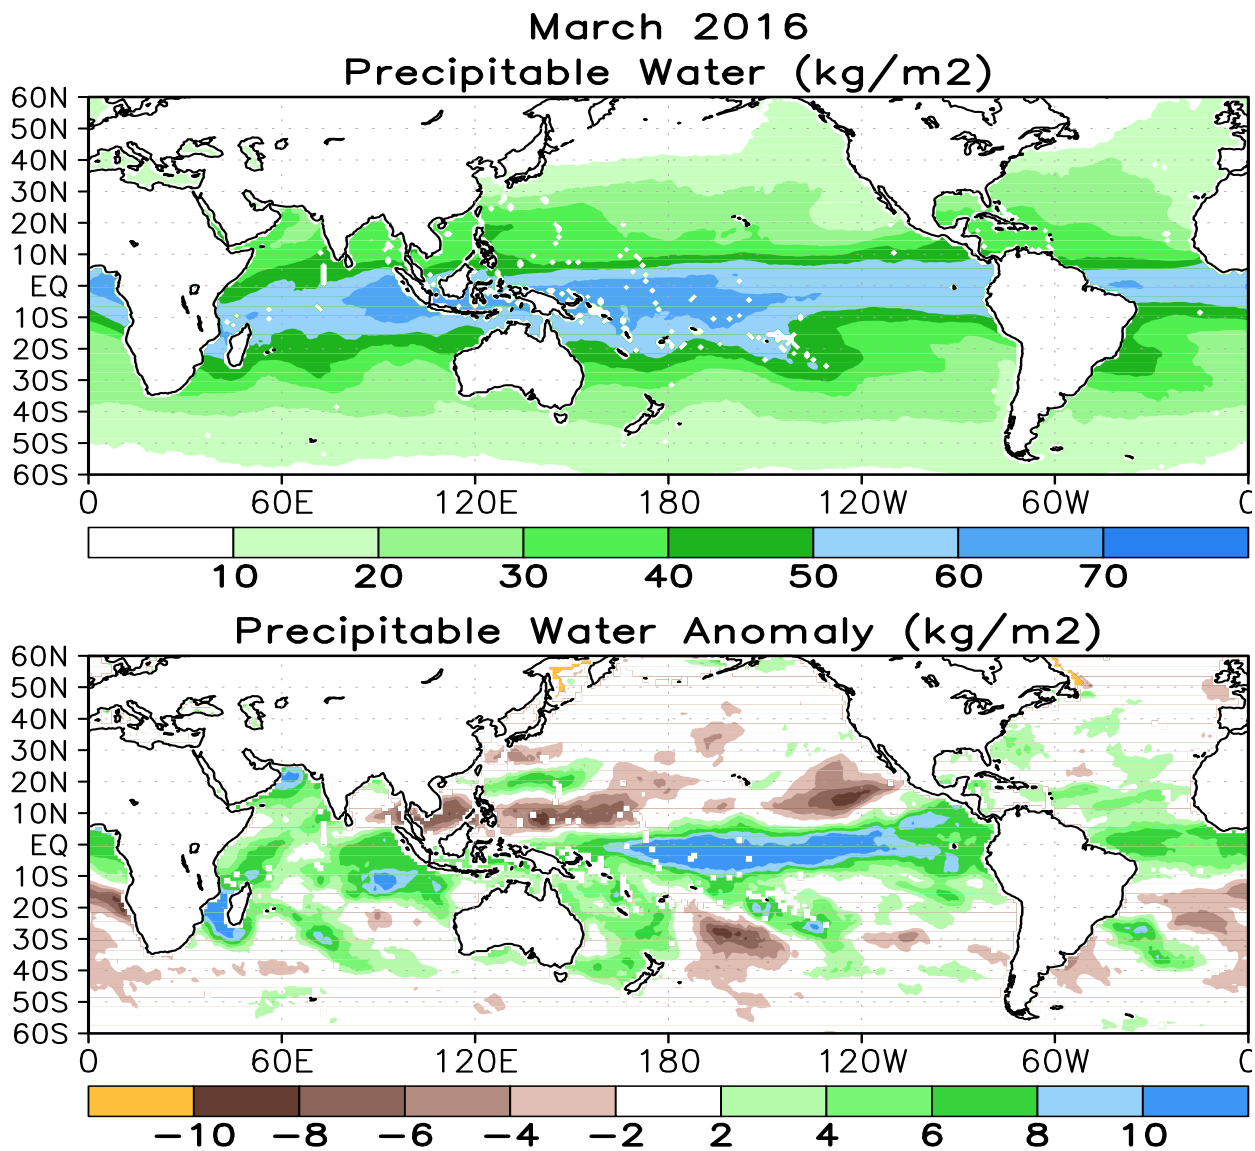 March 2016
Precipitable Water (kg/m2)
60N
50N
40N
30N
20N
10N
EQ
10S
20S
30S
40S
50S
60S
0 60E 120E 180 120W 60W 0
10 20 30 40 50 60 70
Precipitable Water Anomaly (kg/m2)
60N
50N
40N
30N
20N
10N
EQ
10S
20S
30S
40S
50S
60S
0 60E 120E 180 120W 60W 0
−10 −8 −6 −4 −2 2 4 6 8 10